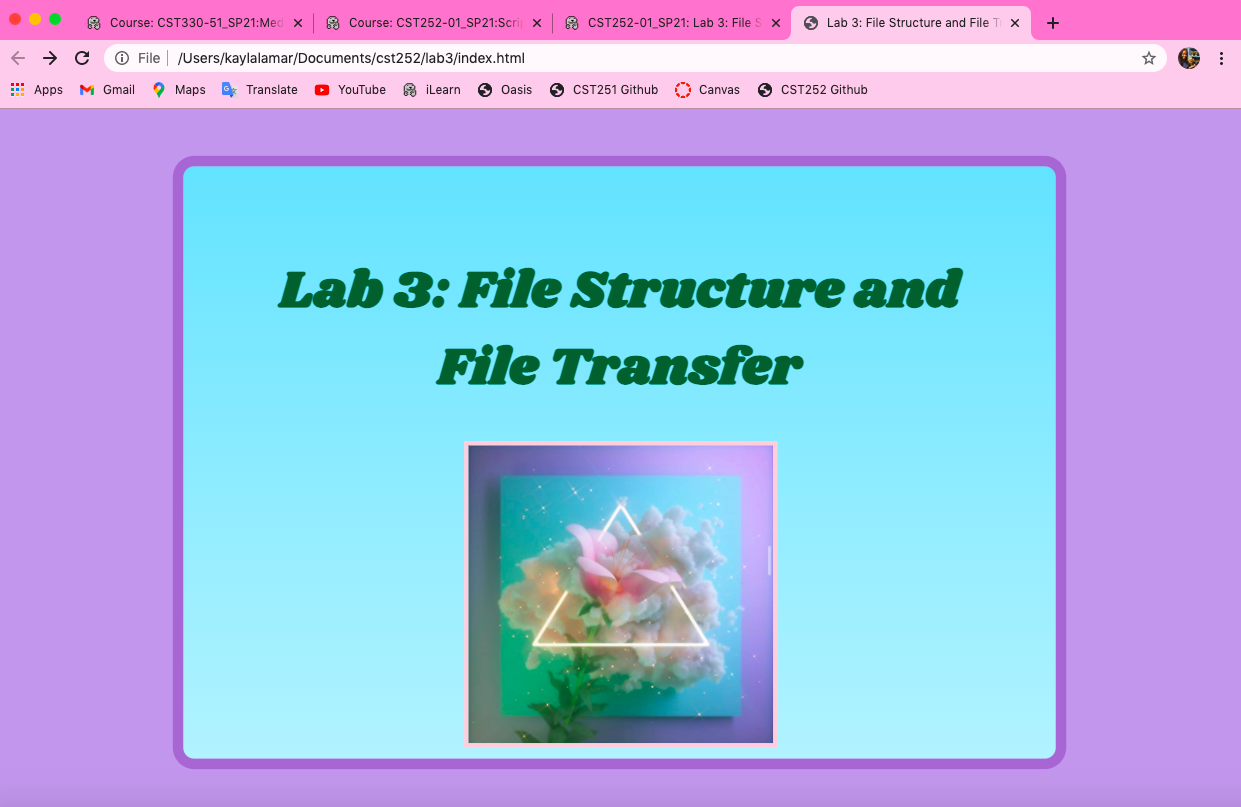 Course: CST330-51_SP21:Med
Course: CST252-01_SP21:Scri
CST252-01_SP21: Lab 3: File S
Lab 3: File Structure and File T
File
/Users/kaylalamar/Documents/cst252/lab3/index.html
Apps
Gmail
Maps
Translate
YouTube
iLearn
Oasis
CST251 Github
Canvas
CST252 Github
Lab 3: File Structure and
File Transfer